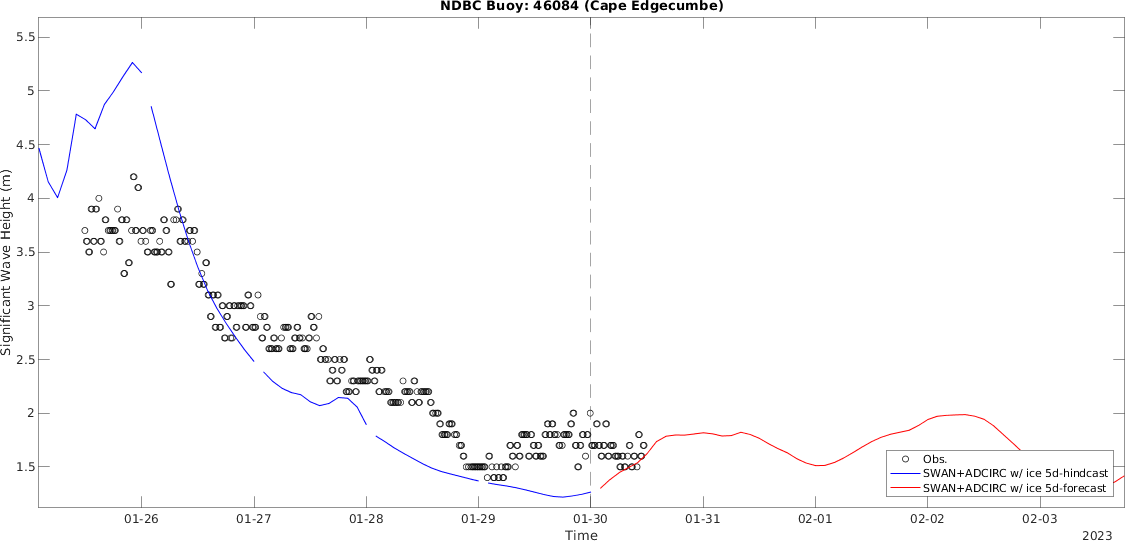 NDBC Buoy: 46084 (Cape Edgecumbe)
Significant Wave Height (m)
5.5
5
4.5
4
3.5
3
2.5
2
1.5
Obs.
SWAN+ADCIRC w/ ice 5d-hindcast
SWAN+ADCIRC w/ ice 5d-forecast
01-26 01-27 01-28 01-29 01-30 01-31 02-01 02-02 02-03
Time
2023